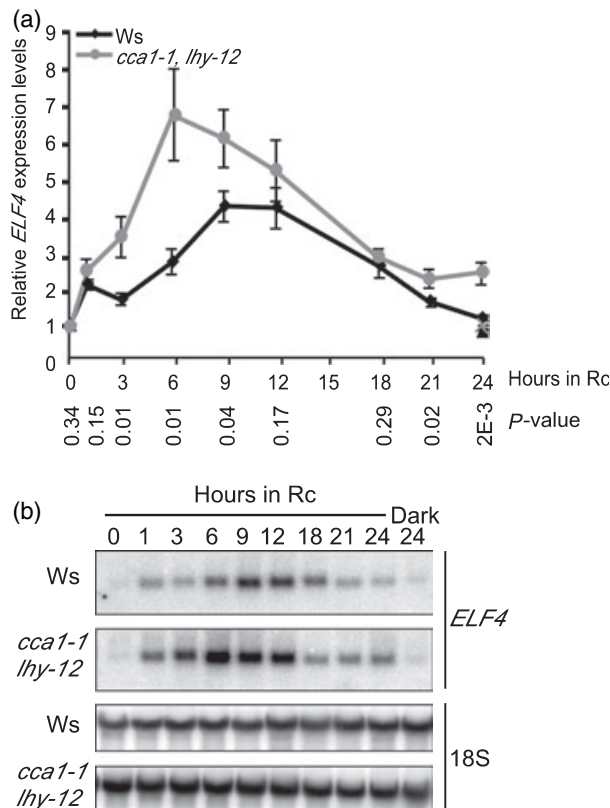 (a)
Relative ELF4 expression levels
9
8
7
6
5
4
3
2
1
0
Ws
cca1-1, lhy-12
0 3 6 9 12 15 18 21 24 Hours in Rc
0.34 0.15 0.01 0.01 0.04 0.17 0.29 0.02 2E-3 P-value
(b)
Hours in Rc
Dark
0 1 3 6 9 12 18 21 24 24
Ws
cca1-1
lhy-12
ELF4
Ws
cca1-1
lhy-12
18S